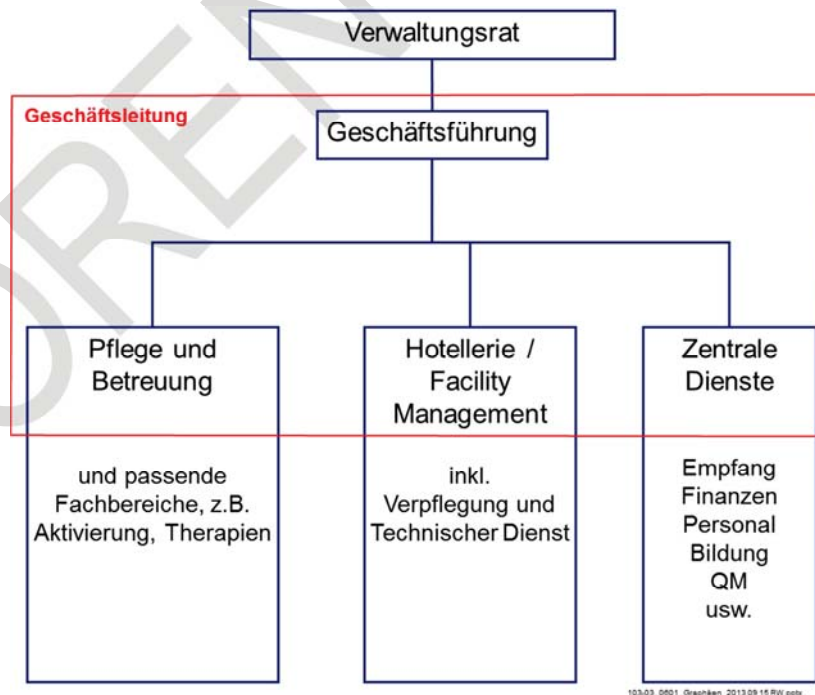 Verwaltungsrat
Geschäftsleitung
Geschäftsführung
Pflege und
Betreuung
und passende
Fachbereiche, z.B.
Aktivierung, Therapien
Hotellerie /
Facility
Management
inkl.
Verpflegung und
Technischer Dienst
Zentrale
Dienste
Empfang
Finanzen
Personal
Bildung
QM
usw.